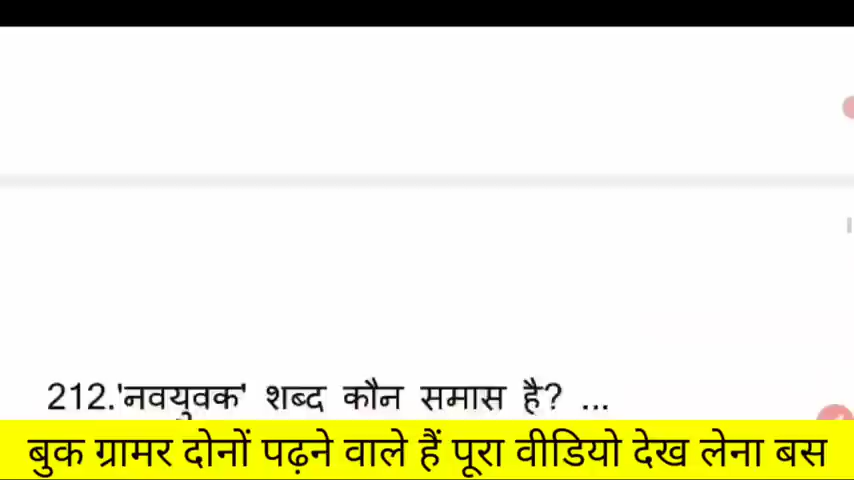 212.'नवयुवक' शब्द कौन समास है? ...
बुक ग्रामर दोनों पढ़ने वाले हैं पूरा वीडियो देख लेना बस